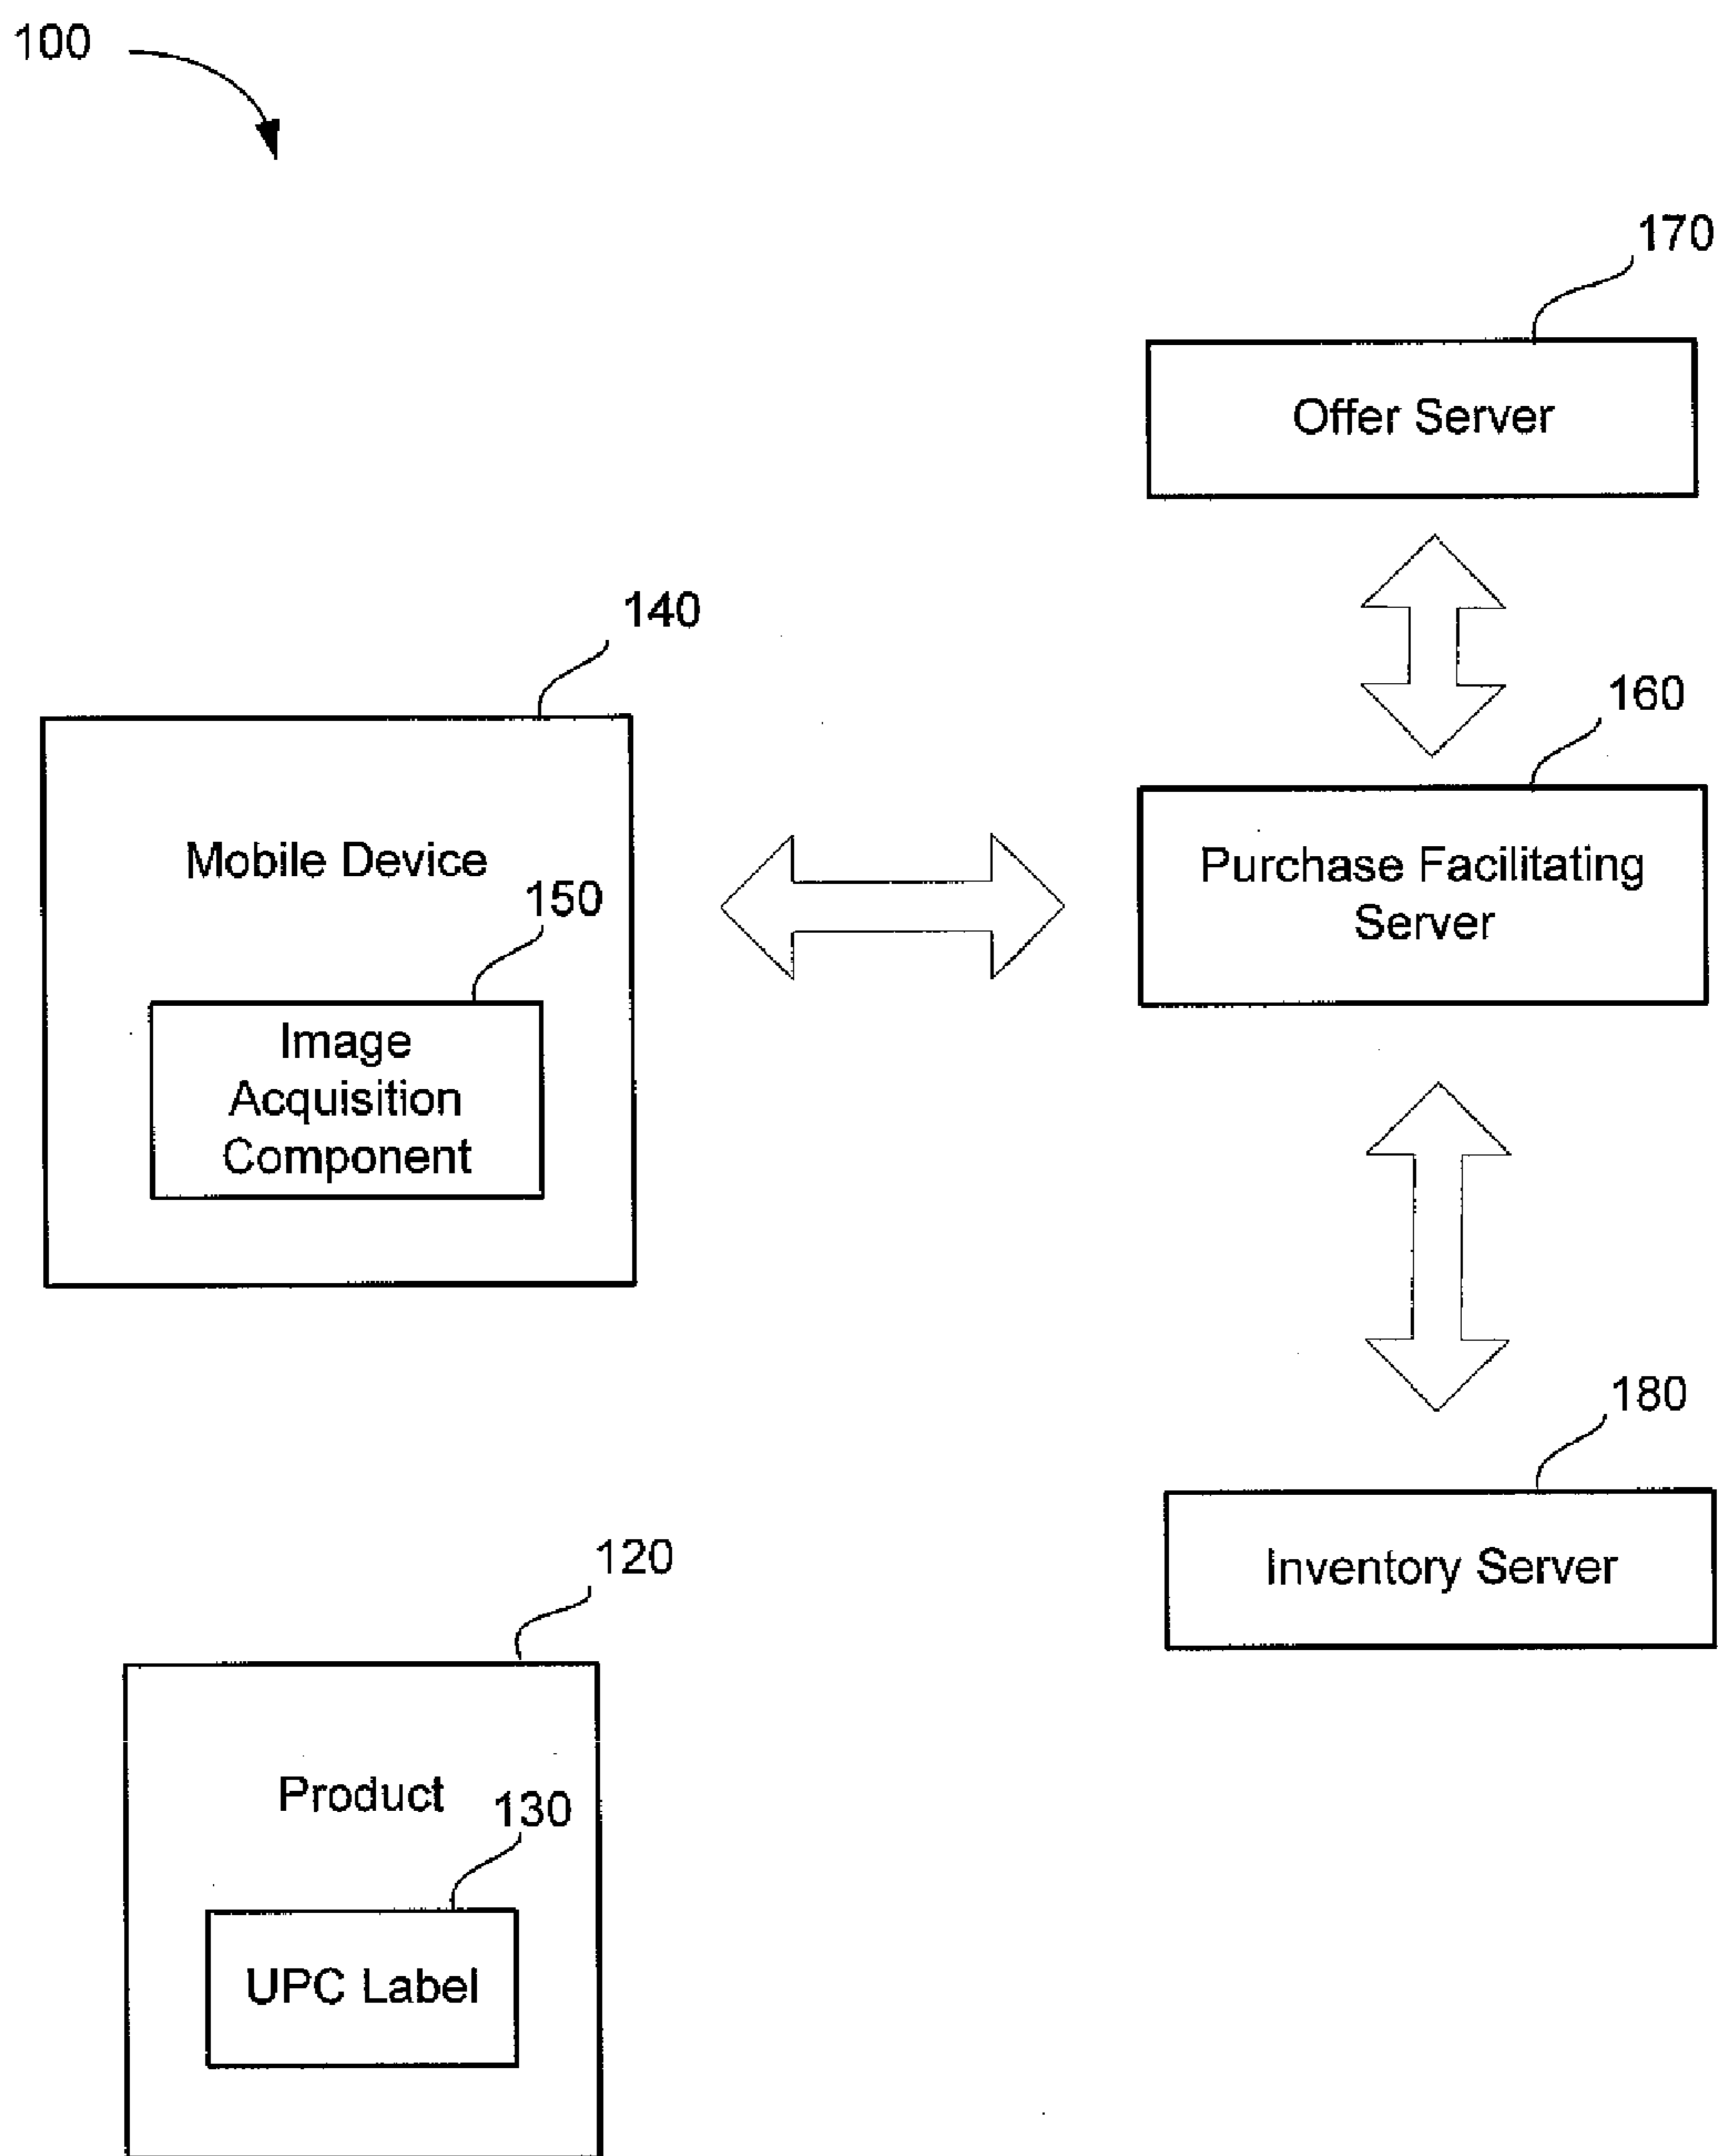 100
170
Offer Server
140
160
Mobile Device
Purchase Facilitating
Server
150
Image
Acquisition
Component
180
Inventory Server
120
Product
130
UPC Label